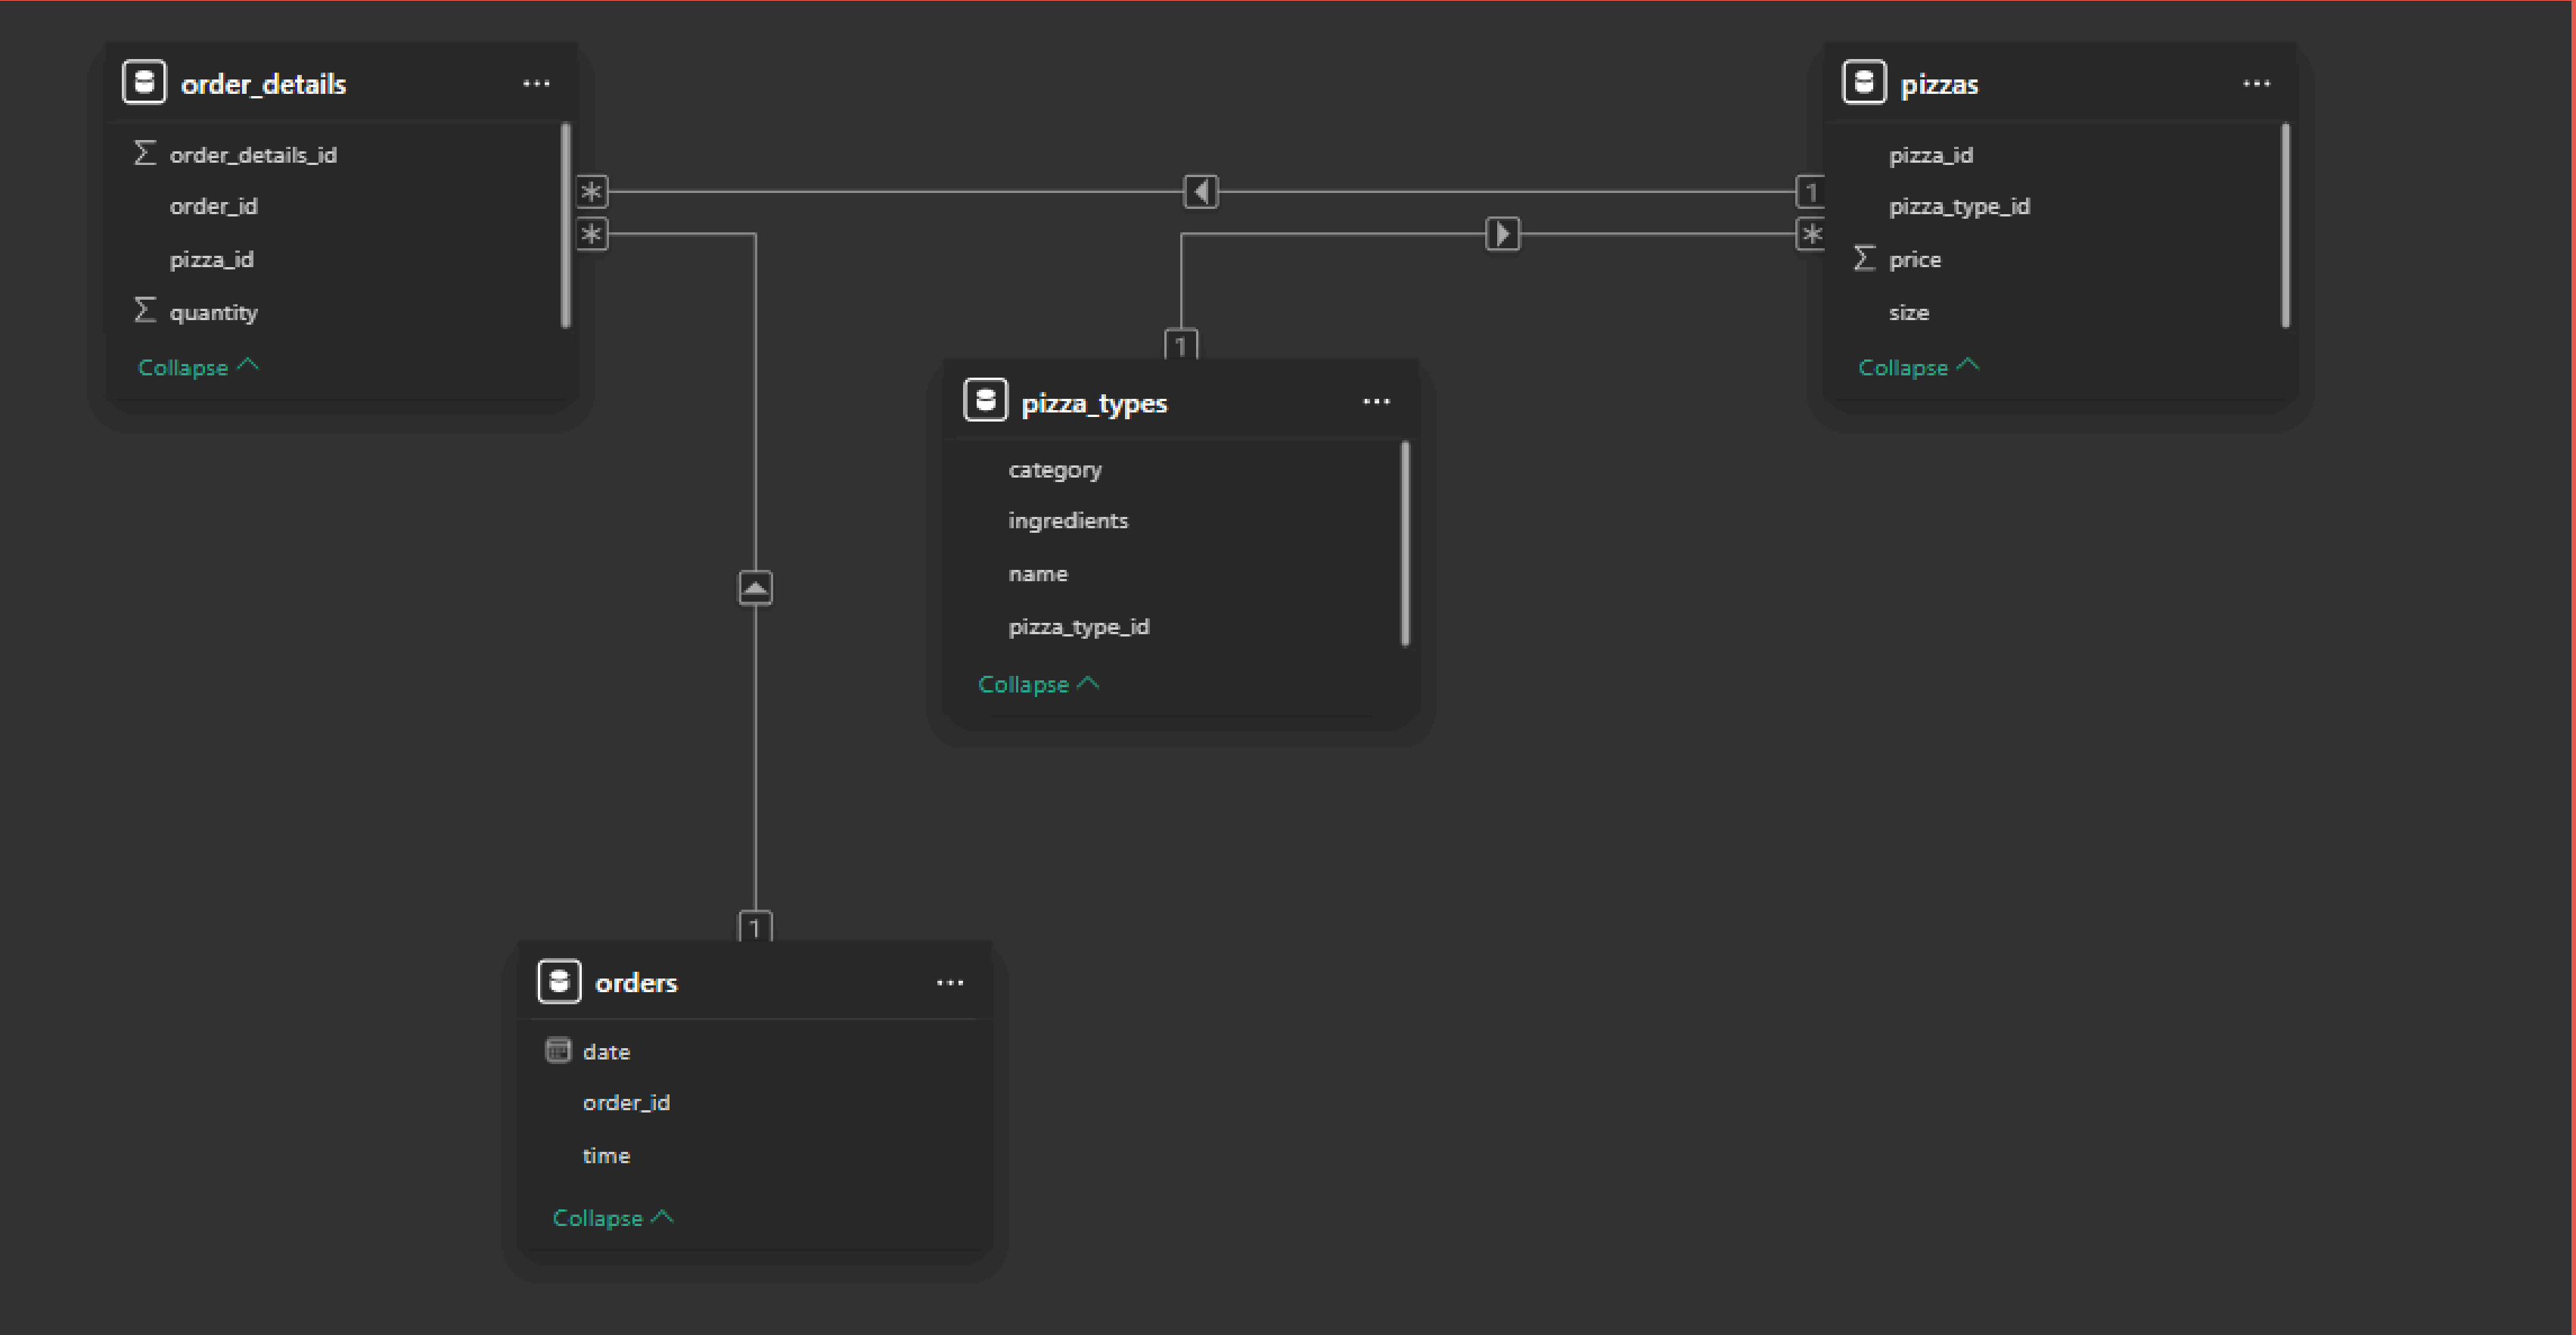 order_details ...
order_details_id
order_id
pizza_id
quantity
Collapse
pizzas ...
pizza_id
pizza_type_id
price
size
Collapse
*
1
*
*
1
pizza_types ...
category
ingredients
name
pizza_type_id
Collapse
1
orders ...
date
order_id
time
Collapse